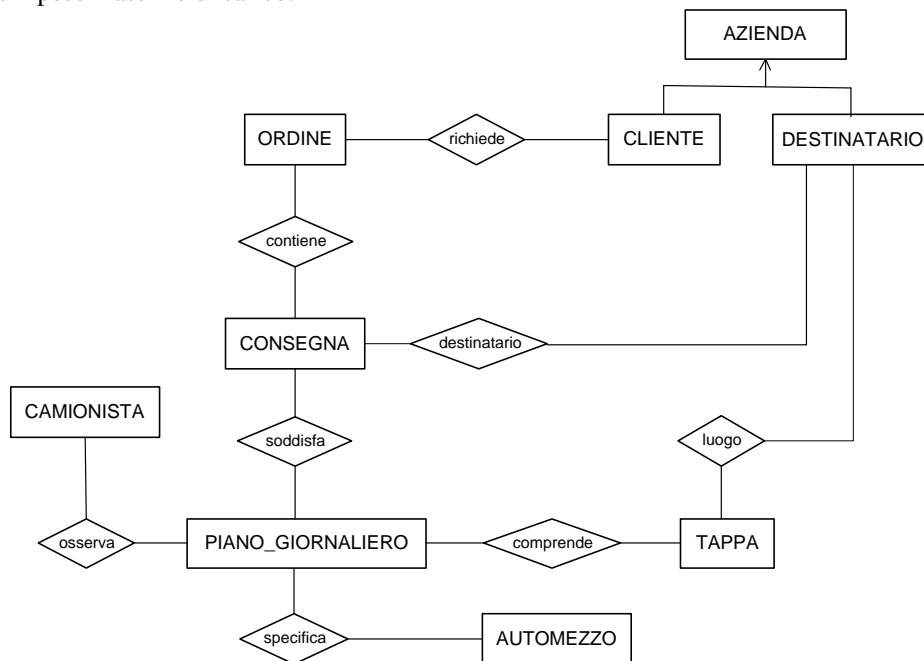 AZIENDA
ORDINE
richiede
CLIENTE
DESTINATARIO
contiene
CONSEGNA
destinatario
CAMIONISTA
soddisfa
luogo
osserva
PIANO_GIORNALIERO
comprende
TAPPA
specifica
AUTOMEZZO